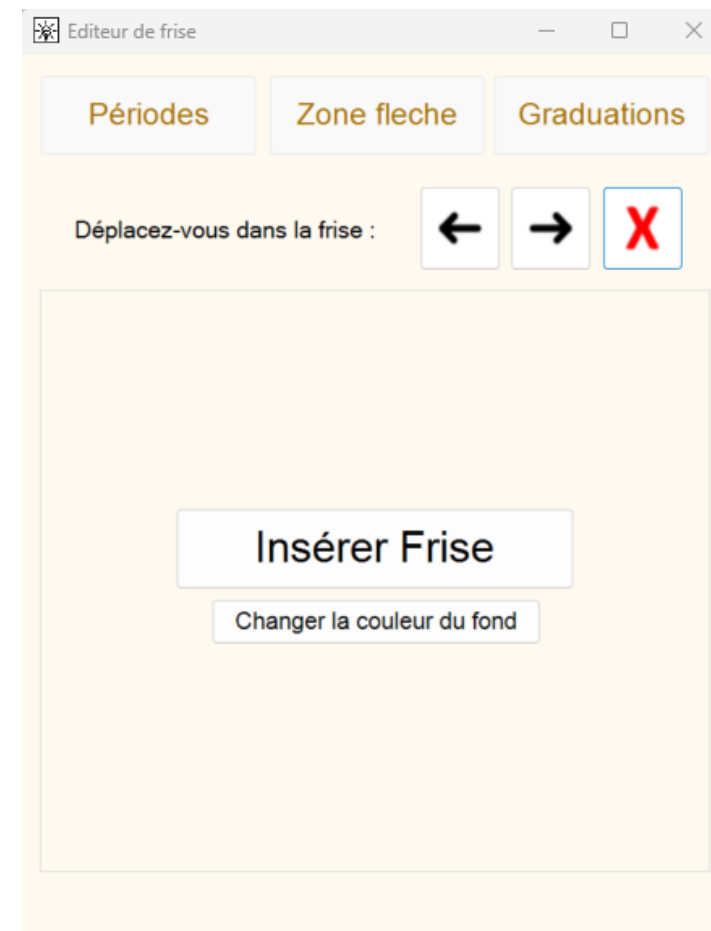 Editeur de frise
Périodes Zone fleche Graduations
Déplacez-vous dans la frise : X
Insérer Frise
Changer la couleur du fond